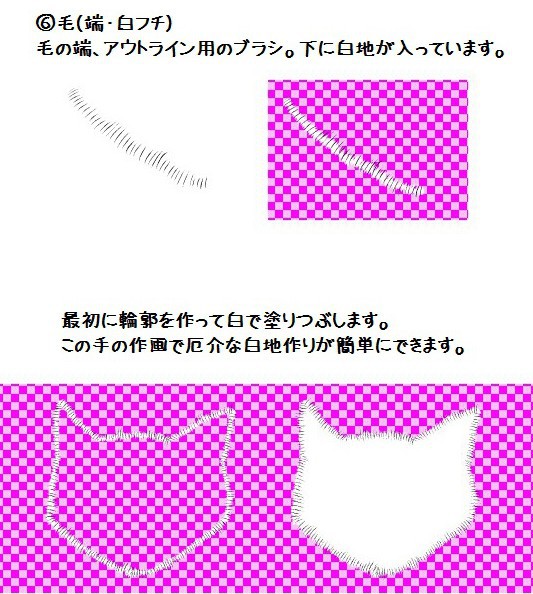 ⑥毛(端・白フチ)
毛の端、アウトライン用のブラシ。下に白地が入っています。
最初に輪郭を作って白で塗りつぶします。
この手の作画で厄介な白地作りが簡単にできます。